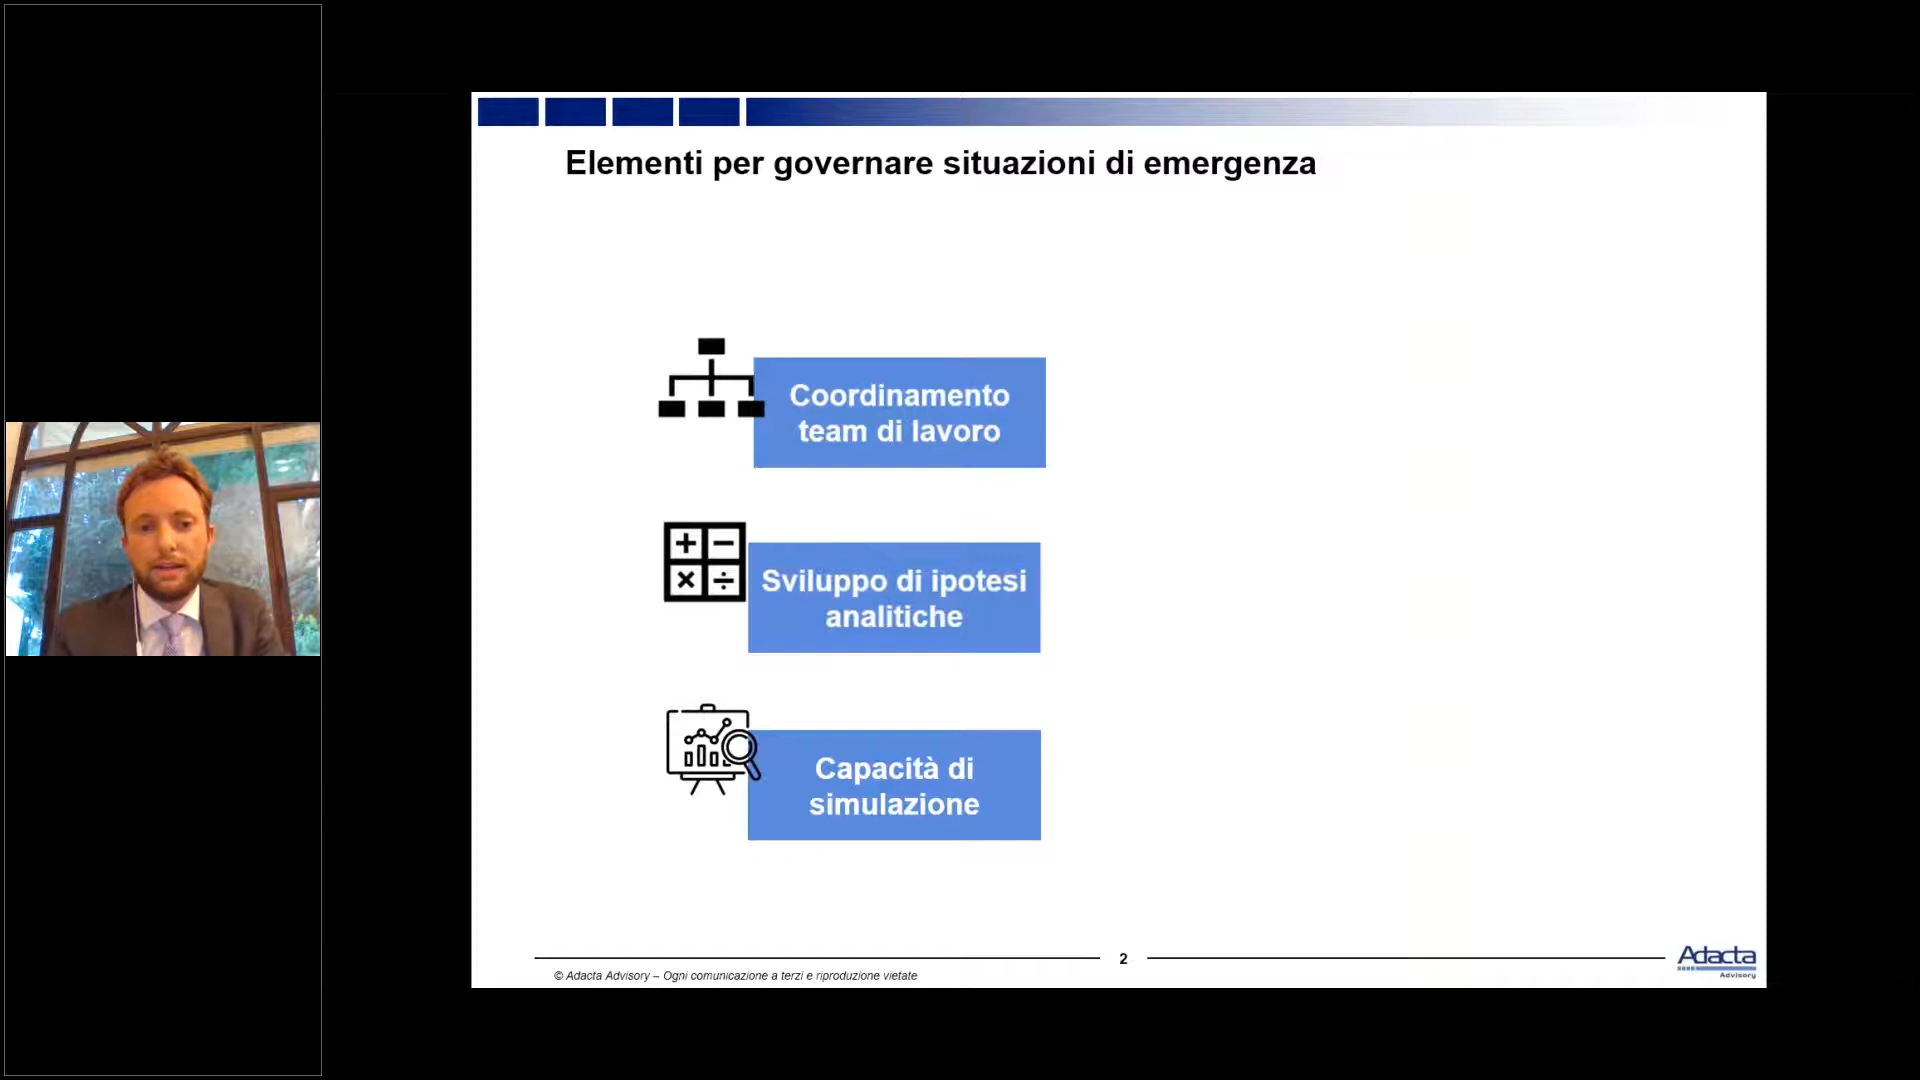 Elementi per governare situazioni di emergenza
Coordinamento
team di lavoro
Sviluppo di ipotesi
analitiche
Capacità di
simulazione
2
© Adacta Advisory – Ogni comunicazione a terzi e riproduzione vietate
Adacta
Advisory